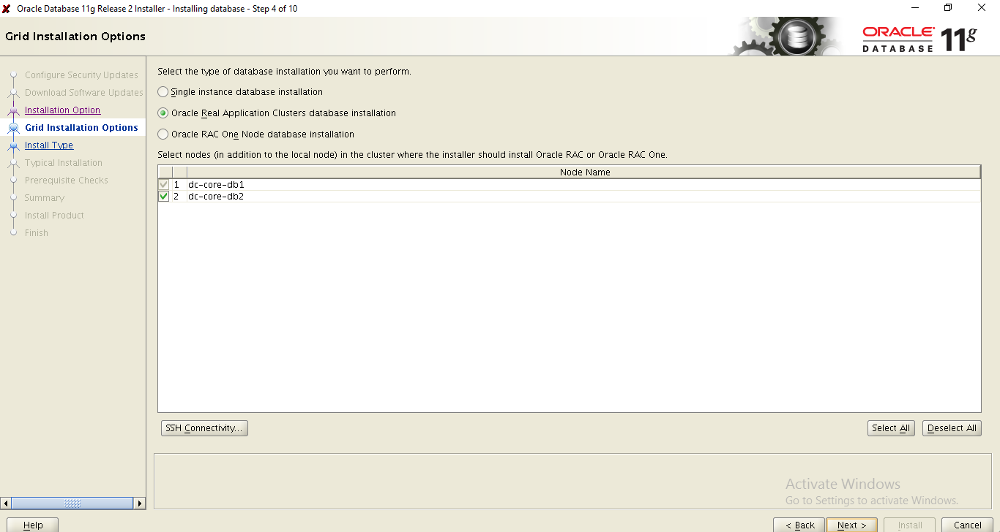 Oracle Database 11g Release 2 Installer - Installing database - Step 4 of 10
Grid Installation Options
ORACLE
DATABASE 11g
Configure Security Updates
Download Software Updates
Installation Option
Grid Installation Options
Install Type
Typical Installation
Prerequisite Checks
Summary
Install Product
Finish
Select the type of database installation you want to perform.
Single instance database installation
Oracle Real Application Clusters database installation
Oracle RAC One Node database installation
Select nodes (in addition to the local node) in the cluster where the installer should install Oracle RAC or Oracle RAC One.
Node Name
1 dc-core-db1
2 dc-core-db2
SSH Connectivity... Select All Deselect All
Activate Windows
Go to Settings to activate Windows.
Help < Back Next > Install Cancel